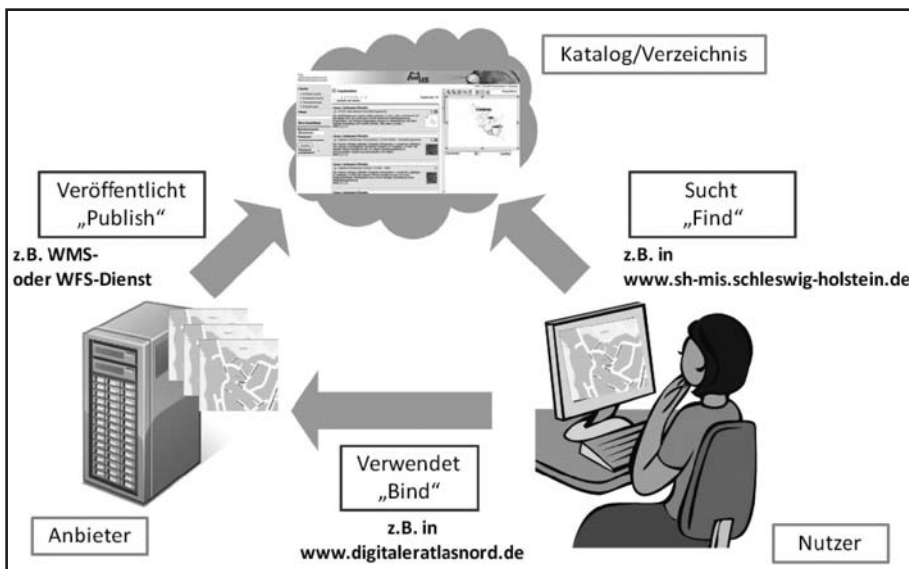 Katalog/Verzeichnis
Veröffentlicht
„Publish“
z.B. WMS-
oder WFS-Dienst
Sucht
„Find“
z.B. in
www.sh-mis.schleswig-holstein.de
Verwendet
„Bind“
z.B. in
www.digitaleratlasnord.de
Anbieter
Nutzer